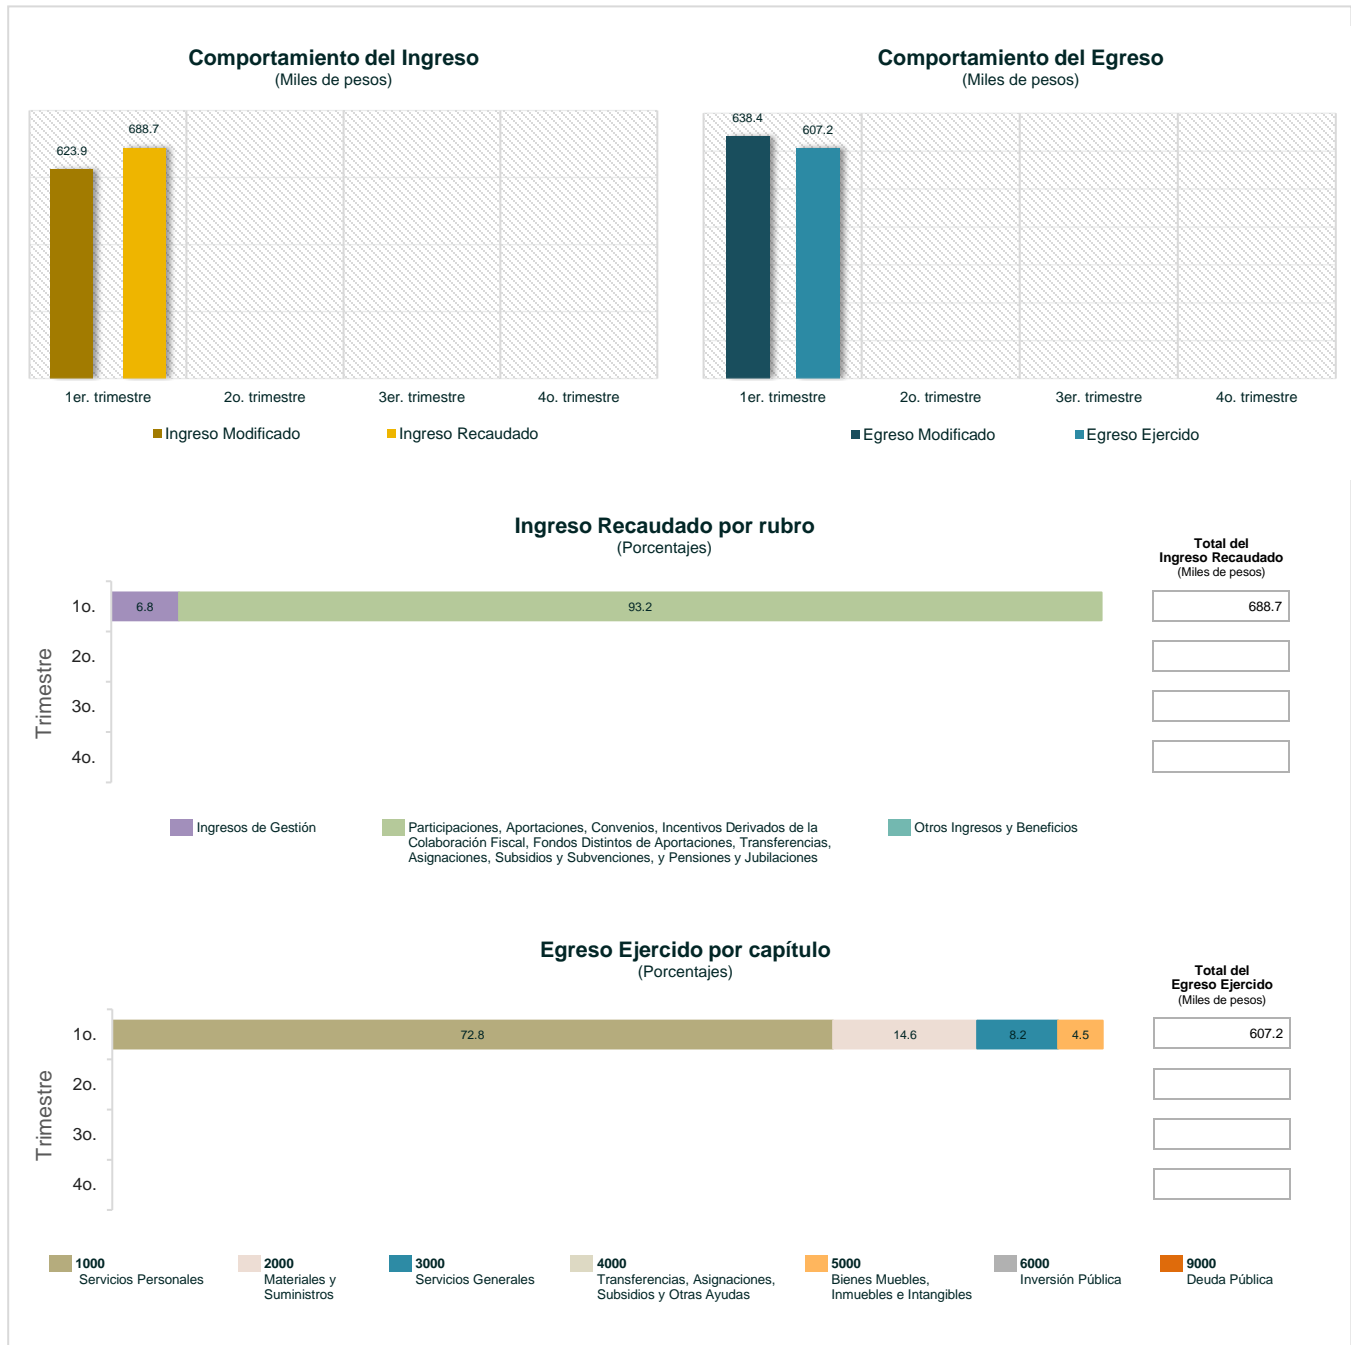 Comportamiento del Ingreso
(Miles de pesos)
623.9
688.7
1er. trimestre
2o. trimestre
3er. trimestre
4o. trimestre
Ingreso Modificado
Ingreso Recaudado
Comportamiento del Egreso
(Miles de pesos)
638.4
607.2
1er. trimestre
2o. trimestre
3er. trimestre
4o. trimestre
Egreso Modificado
Egreso Ejercido
Ingreso Recaudado por rubro
(Porcentajes)
Total del
Ingreso Recaudado
(Miles de pesos)
Trimestre
1o.
6.8
93.2
688.7
2o.
3o.
4o.
Ingresos de Gestión
Participaciones, Aportaciones, Convenios, Incentivos Derivados de la
Colaboración Fiscal, Fondos Distintos de Aportaciones, Transferencias,
Asignaciones, Subsidios y Subvenciones, y Pensiones y Jubilaciones
Otros Ingresos y Beneficios
Egreso Ejercido por capítulo
(Porcentajes)
Total del
Egreso Ejercido
(Miles de pesos)
Trimestre
1o.
72.8
14.6
8.2
4.5
607.2
2o.
3o.
4o.
1000
Servicios Personales
2000
Materiales y
Suministros
3000
Servicios Generales
4000
Transferencias, Asignaciones,
Subsidios y Otras Ayudas
5000
Bienes Muebles,
Inmuebles e Intangibles
6000
Inversión Pública
9000
Deuda Pública